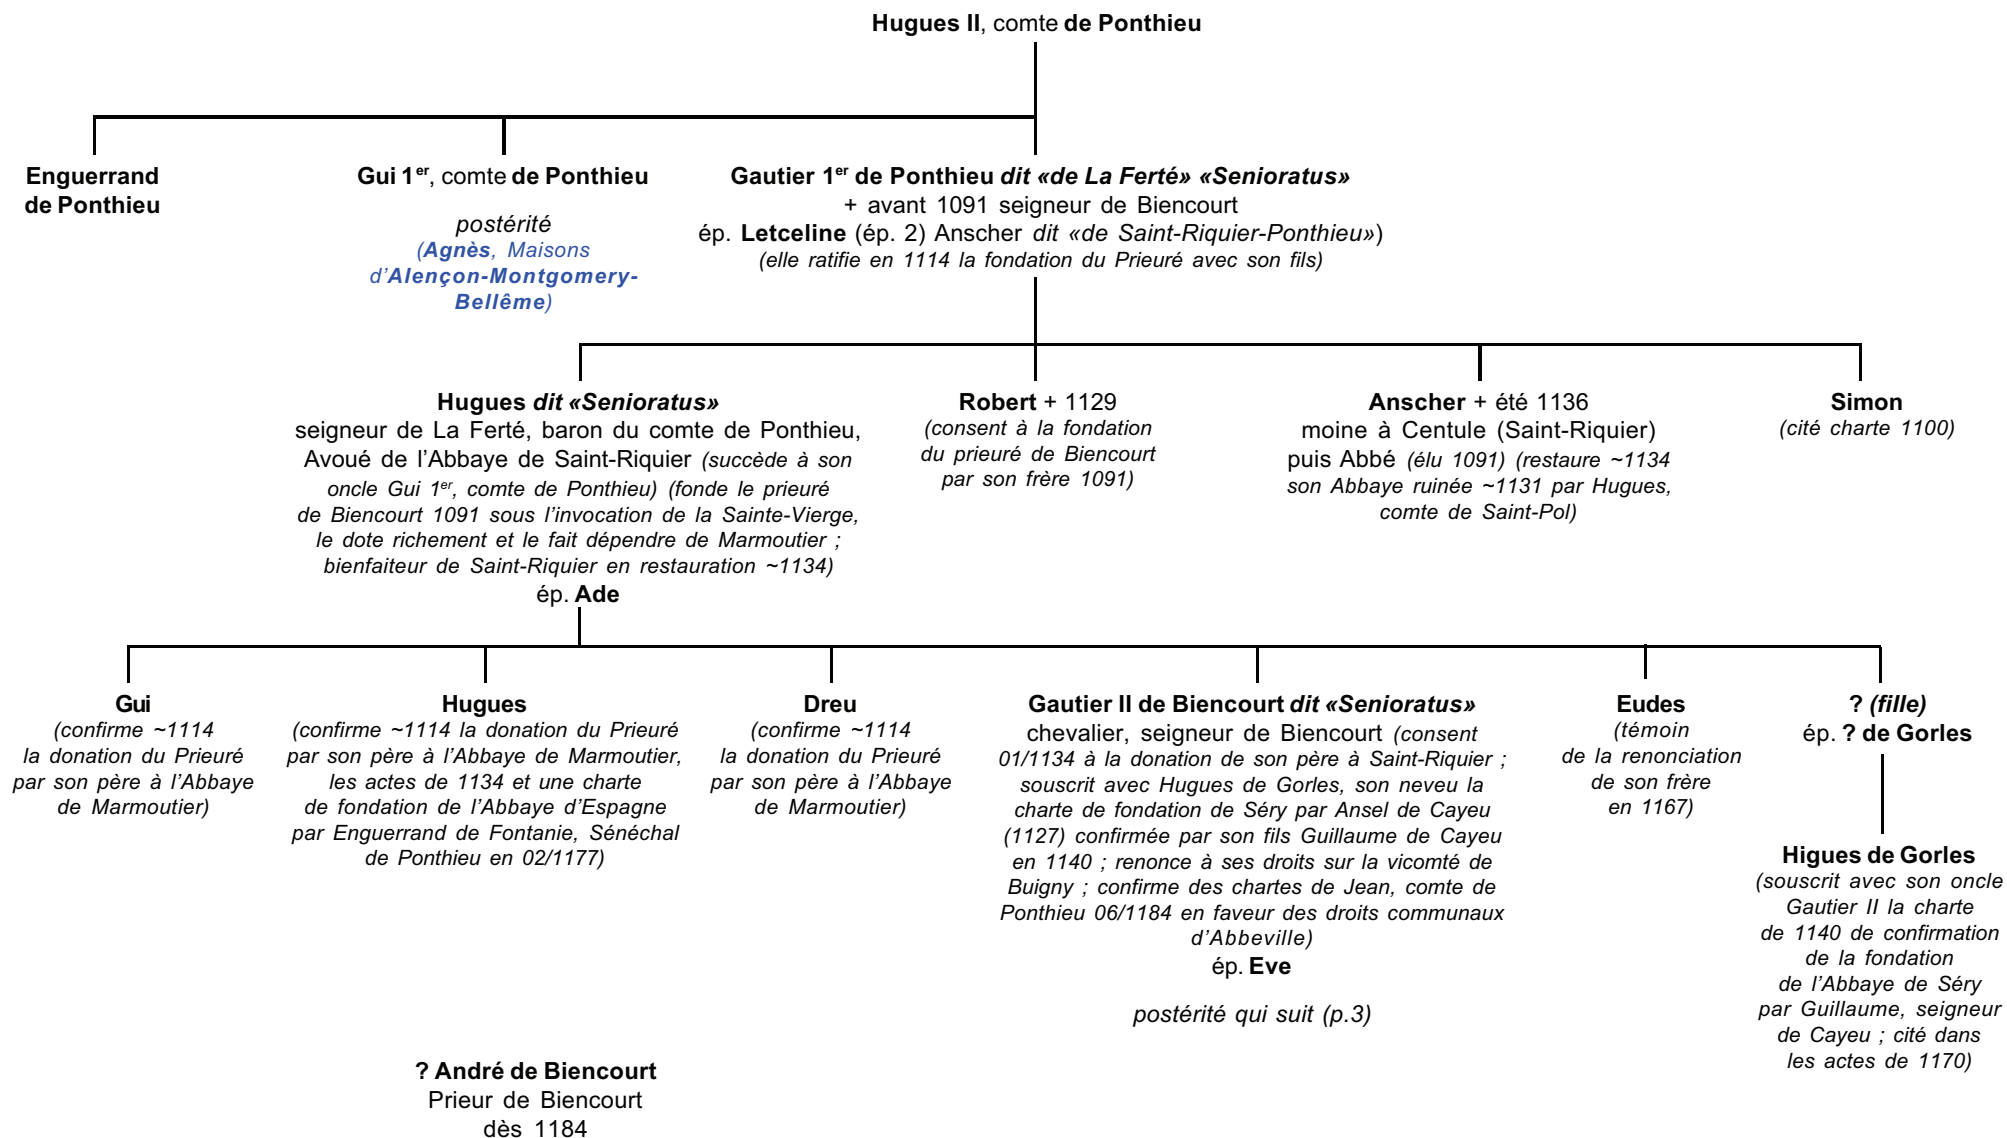 Hugues II, comte de Ponthieu
Enguerrand
de Ponthieu
Gui 1er, comte de Ponthieu
postérité
(Agnès, Maisons
d'Alençon-Montgomery-
Bellême)
Gautier 1er de Ponthieu dit «de La Ferté» «Senioratus»
+ avant 1091 seigneur de Biencourt
ép. Letceline (ép. 2) Anscher dit «de Saint-Riquier-Ponthieu»)
(elle ratifie en 1114 la fondation du Prieuré avec son fils)
Hugues dit «Senioratus»
seigneur de La Ferté, baron du comte de Ponthieu,
Avoué de l'Abbaye de Saint-Riquier (succède à son
oncle Gui 1er, comte de Ponthieu) (fonde le prieuré
de Biencourt 1091 sous l'invocation de la Sainte-Vierge,
le dote richement et le fait dépendre de Marmoutier ;
bienfaiteur de Saint-Riquier en restauration ~1134)
ép. Ade
Robert + 1129
(consent à la fondation
du prieuré de Biencourt
par son frère 1091)
Anscher + été 1136
moine à Centule (Saint-Riquier)
puis Abbé (élu 1091) (restaure ~1134
son Abbaye ruinée ~1131 par Hugues,
comte de Saint-Pol)
Simon
(cité charte 1100)
Gui
(confirme ~1114
la donation du Prieuré
par son père à l'Abbaye
de Marmoutier)
Hugues
(confirme ~1114 la donation du Prieuré
par son père à l'Abbaye de Marmoutier,
les actes de 1134 et une charte
de fondation de l'Abbaye d'Espagne
par Enguerrand de Fontanie, Sénéchal
de Ponthieu en 02/1177)
Dreu
(confirme ~1114
la donation du Prieuré
par son père à l'Abbaye
de Marmoutier)
Gautier II de Biencourt dit «Senioratus»
chevalier, seigneur de Biencourt (consent
01/1134 à la donation de son père à Saint-Riquier ;
souscrit avec Hugues de Gorles, son neveu la
charte de fondation de Séry par Ansel de Cayeu
(1127) confirmée par son fils Guillaume de Cayeu
en 1140 ; renonce à ses droits sur la vicomté de
Buigny ; confirme des chartes de Jean, comte de
Ponthieu 06/1184 en faveur des droits communaux
d'Abbeville)
ép. Eve
postérité qui suit (p.3)
Eudes
(témoin
de la renonciation
de son frère
en 1167)
? (fille)
ép. ? de Gorles
Higues de Gorles
(souscrit avec son oncle
Gautier II la charte
de 1140 de confirmation
de la fondation
de l'Abbaye de Séry
par Guillaume, seigneur
de Cayeu ; cité dans
les actes de 1170)
? André de Biencourt
Prieur de Biencourt
dès 1184